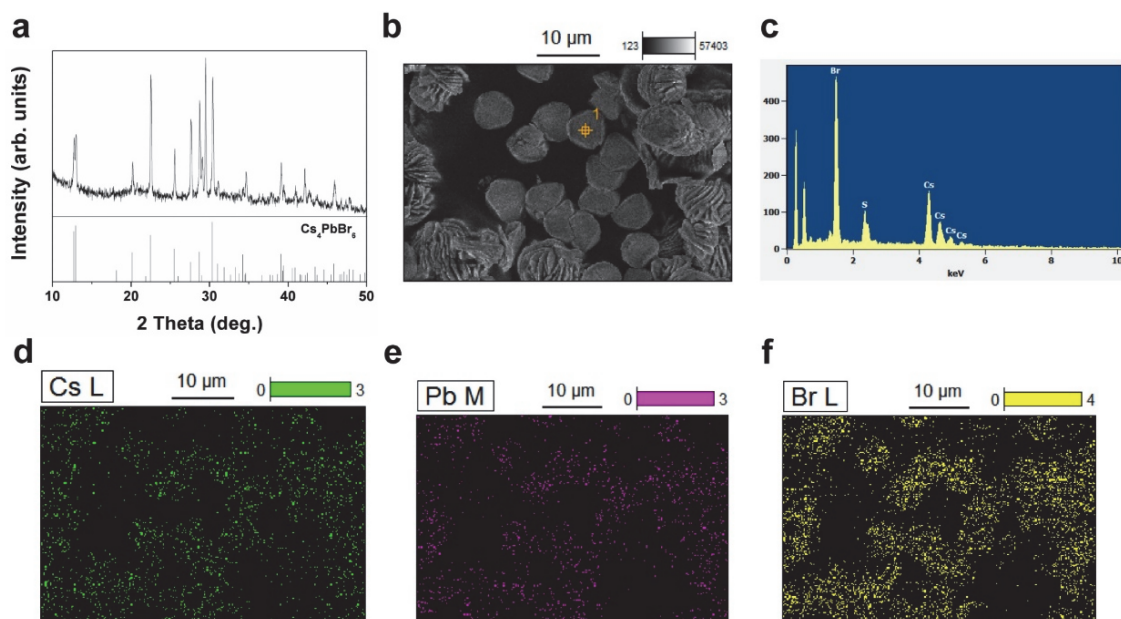 a
Intensity (arb. units)
Cs₄PbBr₆
10 20 30 40 50
2 Theta (deg.)
b
10 µm
123 57403
1
c
Br
S
Cs
Cs
Cs
Cs
400
300
200
100
0
0 2 4 6 8 10
keV
d
Cs L
10 µm
0 3
e
Pb M
10 µm
0 3
f
Br L
10 µm
0 4